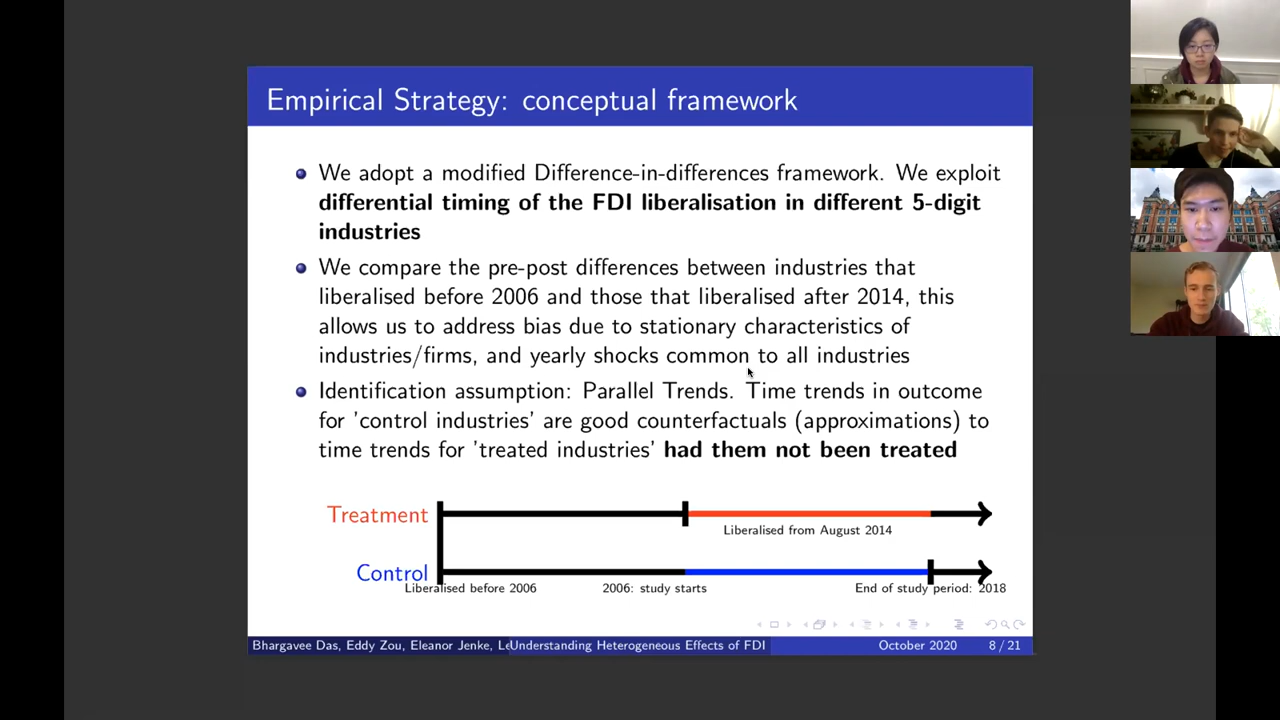 Empirical Strategy: conceptual framework
We adopt a modified Difference-in-differences framework. We exploit
differential timing of the FDI liberalisation in different 5-digit
industries
We compare the pre-post differences between industries that
liberalised before 2006 and those that liberalised after 2014, this
allows us to address bias due to stationary characteristics of
industries/firms, and yearly shocks common to all industries
Identification assumption: Parallel Trends. Time trends in outcome
for 'control industries' are good counterfactuals (approximations) to
time trends for 'treated industries' had them not been treated
Treatment
Liberalised from August 2014
Control
Liberalised before 2006 2006: study starts End of study period: 2018
Bhargavee Das, Eddy Zou, Eleanor Jenke, Understanding Heterogeneous Effects of FDI October 2020 8 / 21